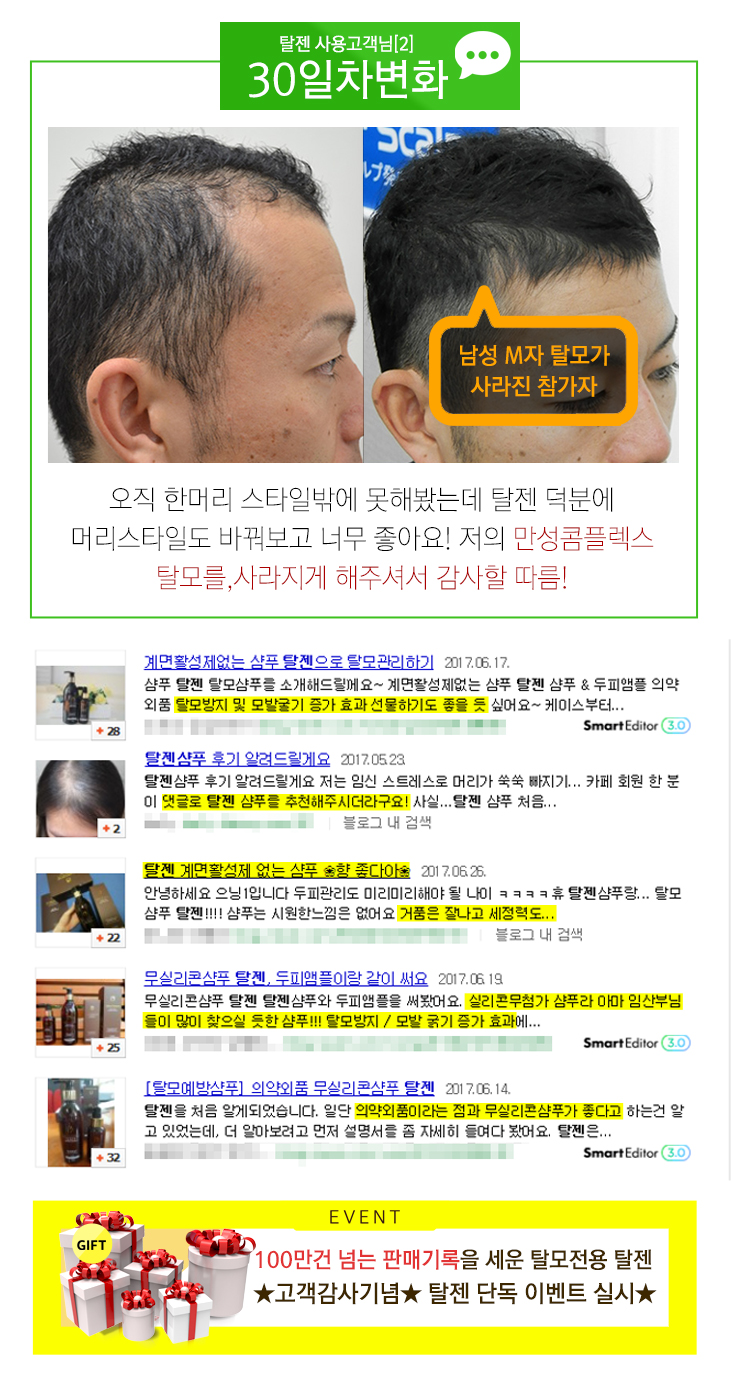 탈젠 사용고객님[2]
30일차변화
Scal
ルプ発
남성 M자 탈모가
사라진 참가자
오직 한머리 스타일밖에 못해봤는데 탈젠 덕분에
머리스타일도 바꿔보고 너무 좋아요! 저의 만성콤플렉스
탈모를,사라지게 해주셔서 감사할 따름!
계면활성제없는 샴푸 탈젠으로 탈모관리하기 2017.06.17.
샴푸 탈젠 탈모샴푸를 소개해드릴께요~ 계면활성제없는 샴푸 탈젠 샴푸 & 두피앰플 의약
외품 탈모방지 및 모발굵기 증가 효과 선물하기도 좋을 듯 싶어요~ 케이스부터...
+ 28
SmartEditor 3.0
탈젠샴푸 후기 알려드릴게요 2017.05.23.
탈젠샴푸 후기 알려드릴게요 저는 임신 스트레스로 머리가 쑥쑥 빠지기... 카페 회원 한 분
이 댓글로 탈젠 샴푸를 추천해주시더라구요! 사실...탈젠 샴푸 처음...
+ 2
블로그 내 검색
탈젠 계면활성제 없는 샴푸 ❀향 좋다아❀ 2017.06.26.
안녕하세요 으닝1입니다 두피관리도 미리미리해야 될 나이 ㅋㅋㅋㅋ휴 탈젠샴푸랑... 탈모
샴푸 탈젠!!!! 샴푸는 시원한느낌은 없어요 거품은 잘나고 세정력도...
+ 22
블로그 내 검색
무실리콘샴푸 탈젠, 두피앰플이랑 같이 써요 2017.06.19.
무실리콘샴푸 탈젠 탈젠샴푸와 두피앰플을 써봤어요. 실리콘무첨가 샴푸라 아마 임산부님
들이 많이 찾으실 듯한 샴푸!!! 탈모방지 / 모발 굵기 증가 효과에...
+ 25
SmartEditor 3.0
[탈모예방샴푸] 의약외품 무실리콘샴푸 탈젠 2017.06.14.
탈젠을 처음 알게되었습니다. 일단 의약외품이라는 점과 무실리콘샴푸가 좋다고 하는건 알
고 있었는데, 더 알아보려고 먼저 설명서를 좀 자세히 들여다 봤어요. 탈젠은...
+ 32
SmartEditor 3.0
EVENT
GIFT
100만건 넘는 판매기록을 세운 탈모전용 탈젠
★고객감사기념★ 탈젠 단독 이벤트 실시★